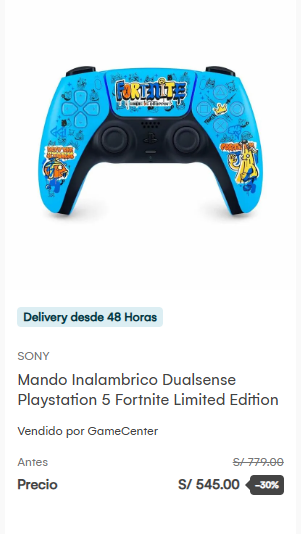 FORTNITE
Delivery desde 48 Horas
SONY
Mando Inalambrico Dualsense
Playstation 5 Fortnite Limited Edition
Vendido por GameCenter
Antes S/ 779.00
Precio S/ 545.00 -30%